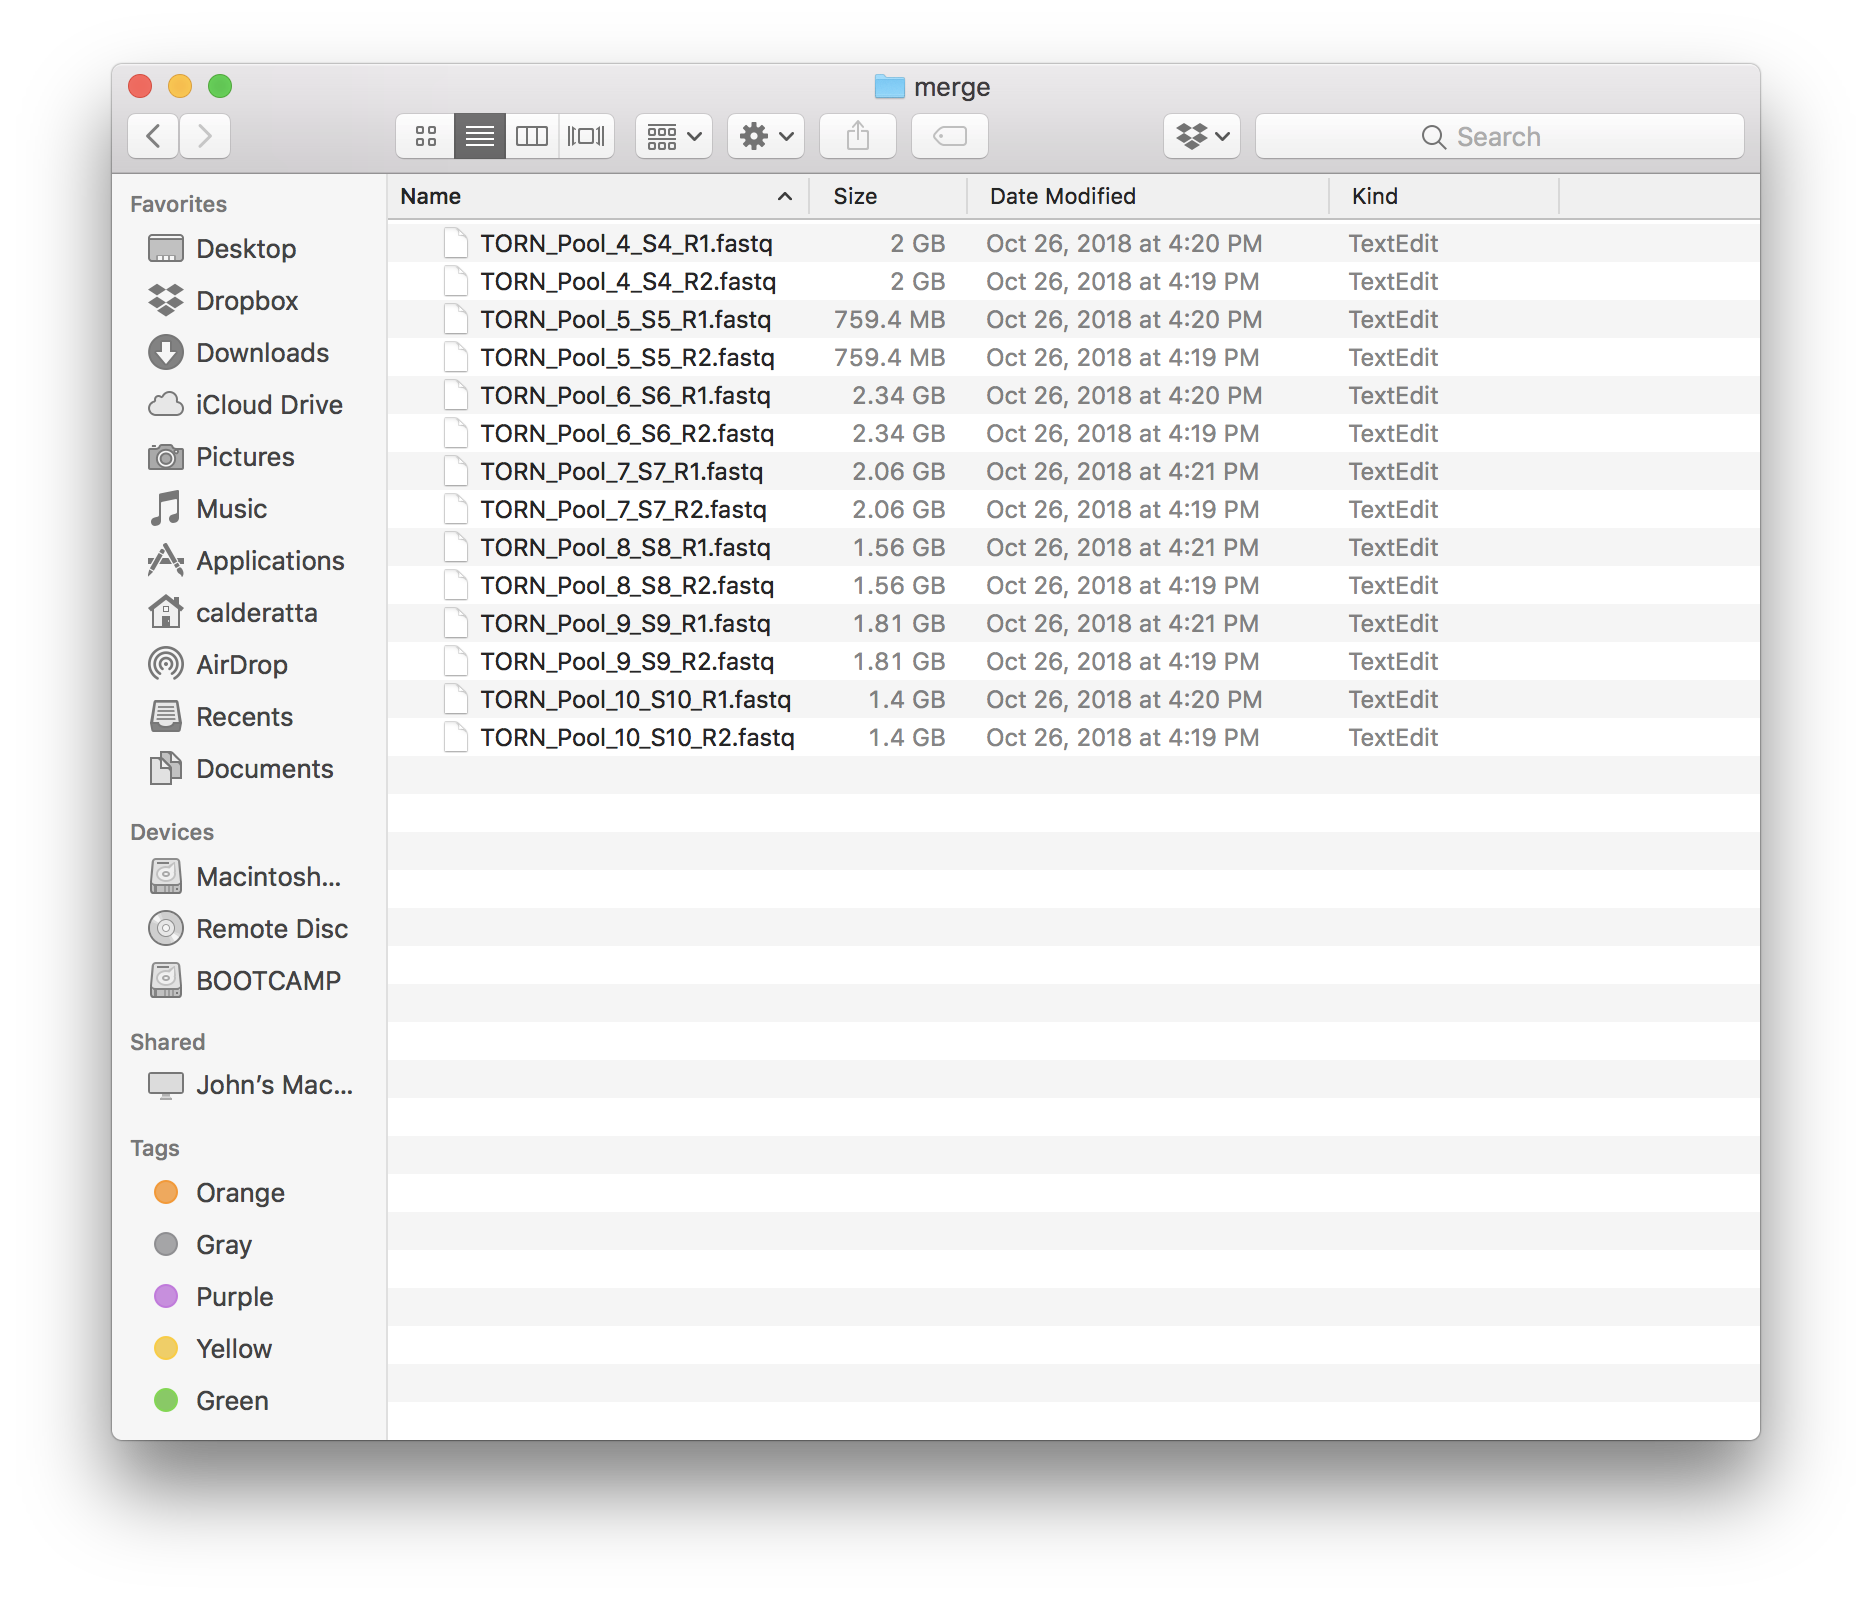 merge
Search
Favorites
Desktop
Dropbox
Downloads
iCloud Drive
Pictures
Music
Applications
calderatta
AirDrop
Recents
Documents
Devices
Macintosh...
Remote Disc
BOOTCAMP
Shared
John’s Mac...
Tags
Orange
Gray
Purple
Yellow
Green
Name Size Date Modified Kind
TORN_Pool_4_S4_R1.fastq 2 GB Oct 26, 2018 at 4:20 PM TextEdit
TORN_Pool_4_S4_R2.fastq 2 GB Oct 26, 2018 at 4:19 PM TextEdit
TORN_Pool_5_S5_R1.fastq 759.4 MB Oct 26, 2018 at 4:20 PM TextEdit
TORN_Pool_5_S5_R2.fastq 759.4 MB Oct 26, 2018 at 4:19 PM TextEdit
TORN_Pool_6_S6_R1.fastq 2.34 GB Oct 26, 2018 at 4:20 PM TextEdit
TORN_Pool_6_S6_R2.fastq 2.34 GB Oct 26, 2018 at 4:19 PM TextEdit
TORN_Pool_7_S7_R1.fastq 2.06 GB Oct 26, 2018 at 4:21 PM TextEdit
TORN_Pool_7_S7_R2.fastq 2.06 GB Oct 26, 2018 at 4:19 PM TextEdit
TORN_Pool_8_S8_R1.fastq 1.56 GB Oct 26, 2018 at 4:21 PM TextEdit
TORN_Pool_8_S8_R2.fastq 1.56 GB Oct 26, 2018 at 4:19 PM TextEdit
TORN_Pool_9_S9_R1.fastq 1.81 GB Oct 26, 2018 at 4:21 PM TextEdit
TORN_Pool_9_S9_R2.fastq 1.81 GB Oct 26, 2018 at 4:19 PM TextEdit
TORN_Pool_10_S10_R1.fastq 1.4 GB Oct 26, 2018 at 4:20 PM TextEdit
TORN_Pool_10_S10_R2.fastq 1.4 GB Oct 26, 2018 at 4:19 PM TextEdit